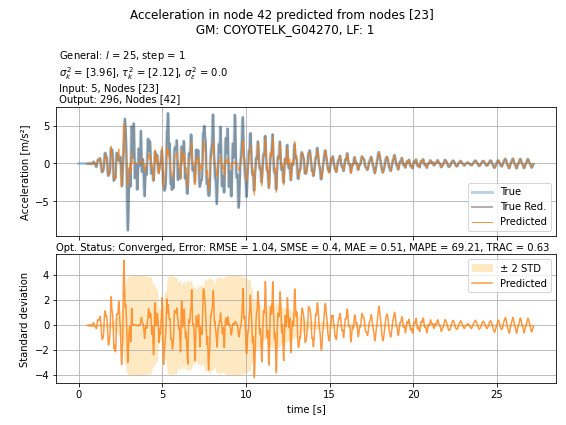 Acceleration in node 42 predicted from nodes [23]
GM: COYOTELK_G04270, LF: 1
General: l = 25, step = 1
σ²ₖ = [3.96], τ²ₖ = [2.12], σ²ₑ = 0.0
Input: 5, Nodes [23]
Output: 296, Nodes [42]
Acceleration [m/s²]
5
0
−5
True
True Red.
Predicted
Opt. Status: Converged, Error: RMSE = 1.04, SMSE = 0.4, MAE = 0.51, MAPE = 69.21, TRAC = 0.63
Standard deviation
4
2
0
−2
−4
± 2 STD
Predicted
0 5 10 15 20 25
time [s]